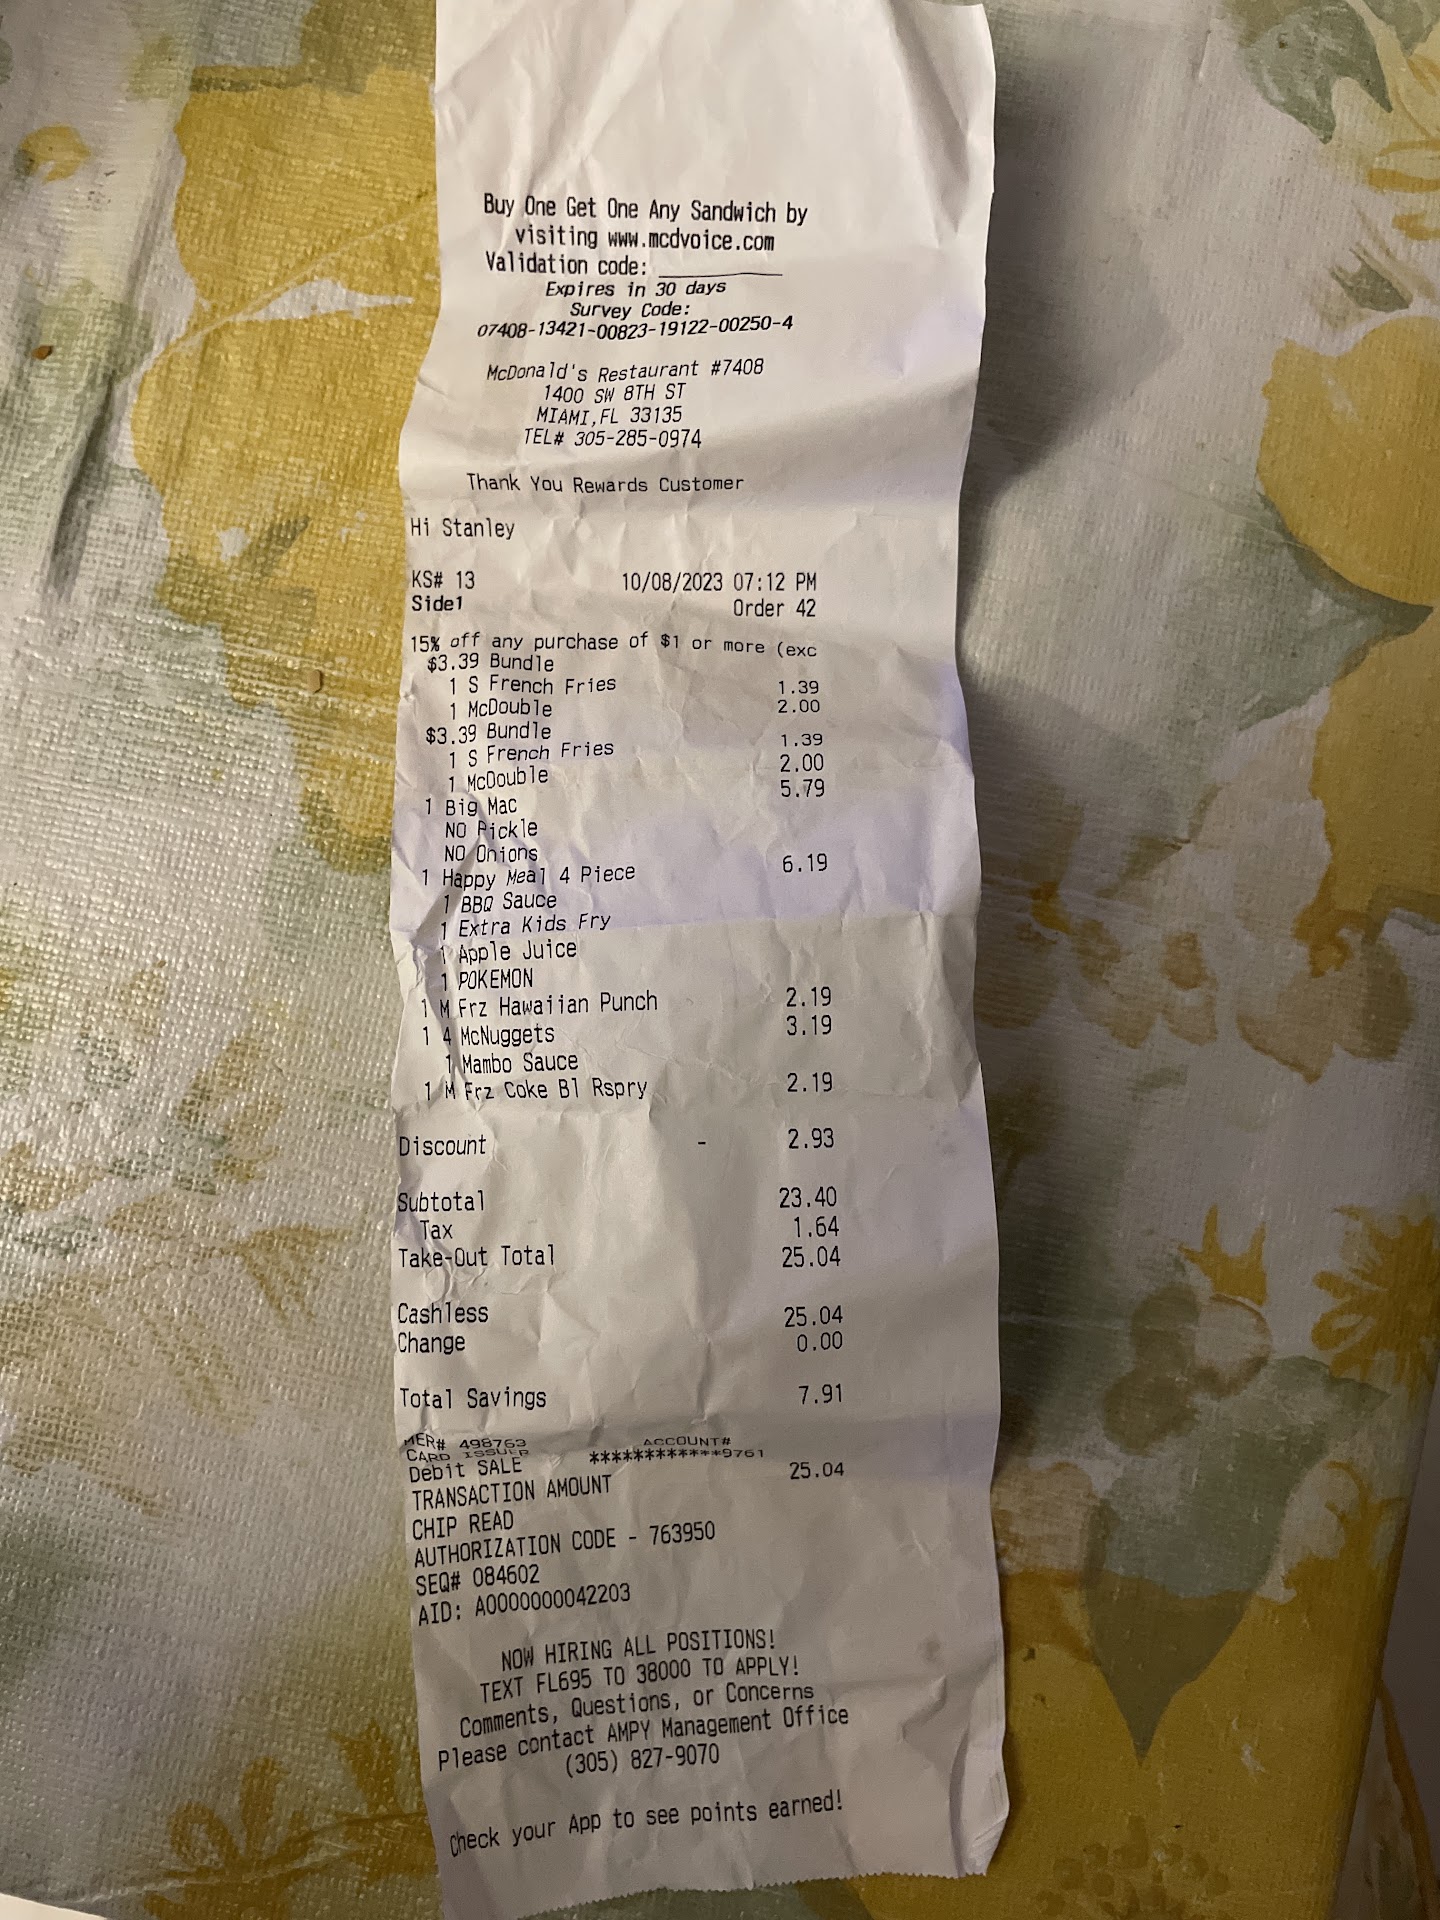 Buy One Get One Any Sandwich by
visiting www.mcdvoice.com
Validation code: ____________
Expires in 30 days
Survey Code:
07408-13421-00823-19122-00250-4
McDonald's Restaurant #7408
1400 SW 8TH ST
MIAMI,FL 33135
TEL# 305-285-0974
Thank You Rewards Customer
Hi Stanley
KS# 13 10/08/2023 07:12 PM
Side1 Order 42
15% off any purchase of $1 or more (exc
$3.39 Bundle
1 S French Fries 1.39
1 McDouble 2.00
$3.39 Bundle
1 S French Fries 1.39
1 McDouble 2.00
1 Big Mac 5.79
NO Pickle
NO Onions
1 Happy Meal 4 Piece 6.19
1 BBQ Sauce
1 Extra Kids Fry
1 Apple Juice
1 POKEMON
1 M Frz Hawaiian Punch 2.19
1 4 McNuggets 3.19
1 Mambo Sauce
1 M Frz Coke Bl Rspry 2.19
Discount - 2.93
Subtotal 23.40
Tax 1.64
Take-Out Total 25.04
Cashless 25.04
Change 0.00
Total Savings 7.91
MER# 498763
CARD ISSUER ACCOUNT#
Debit SALE ************9761
TRANSACTION AMOUNT 25.04
CHIP READ
AUTHORIZATION CODE - 763950
SEQ# 084602
AID: A0000000042203
NOW HIRING ALL POSITIONS!
TEXT FL695 TO 38000 TO APPLY!
Comments, Questions, or Concerns
Please contact AMPY Management Office
(305) 827-9070
Check your App to see points earned!